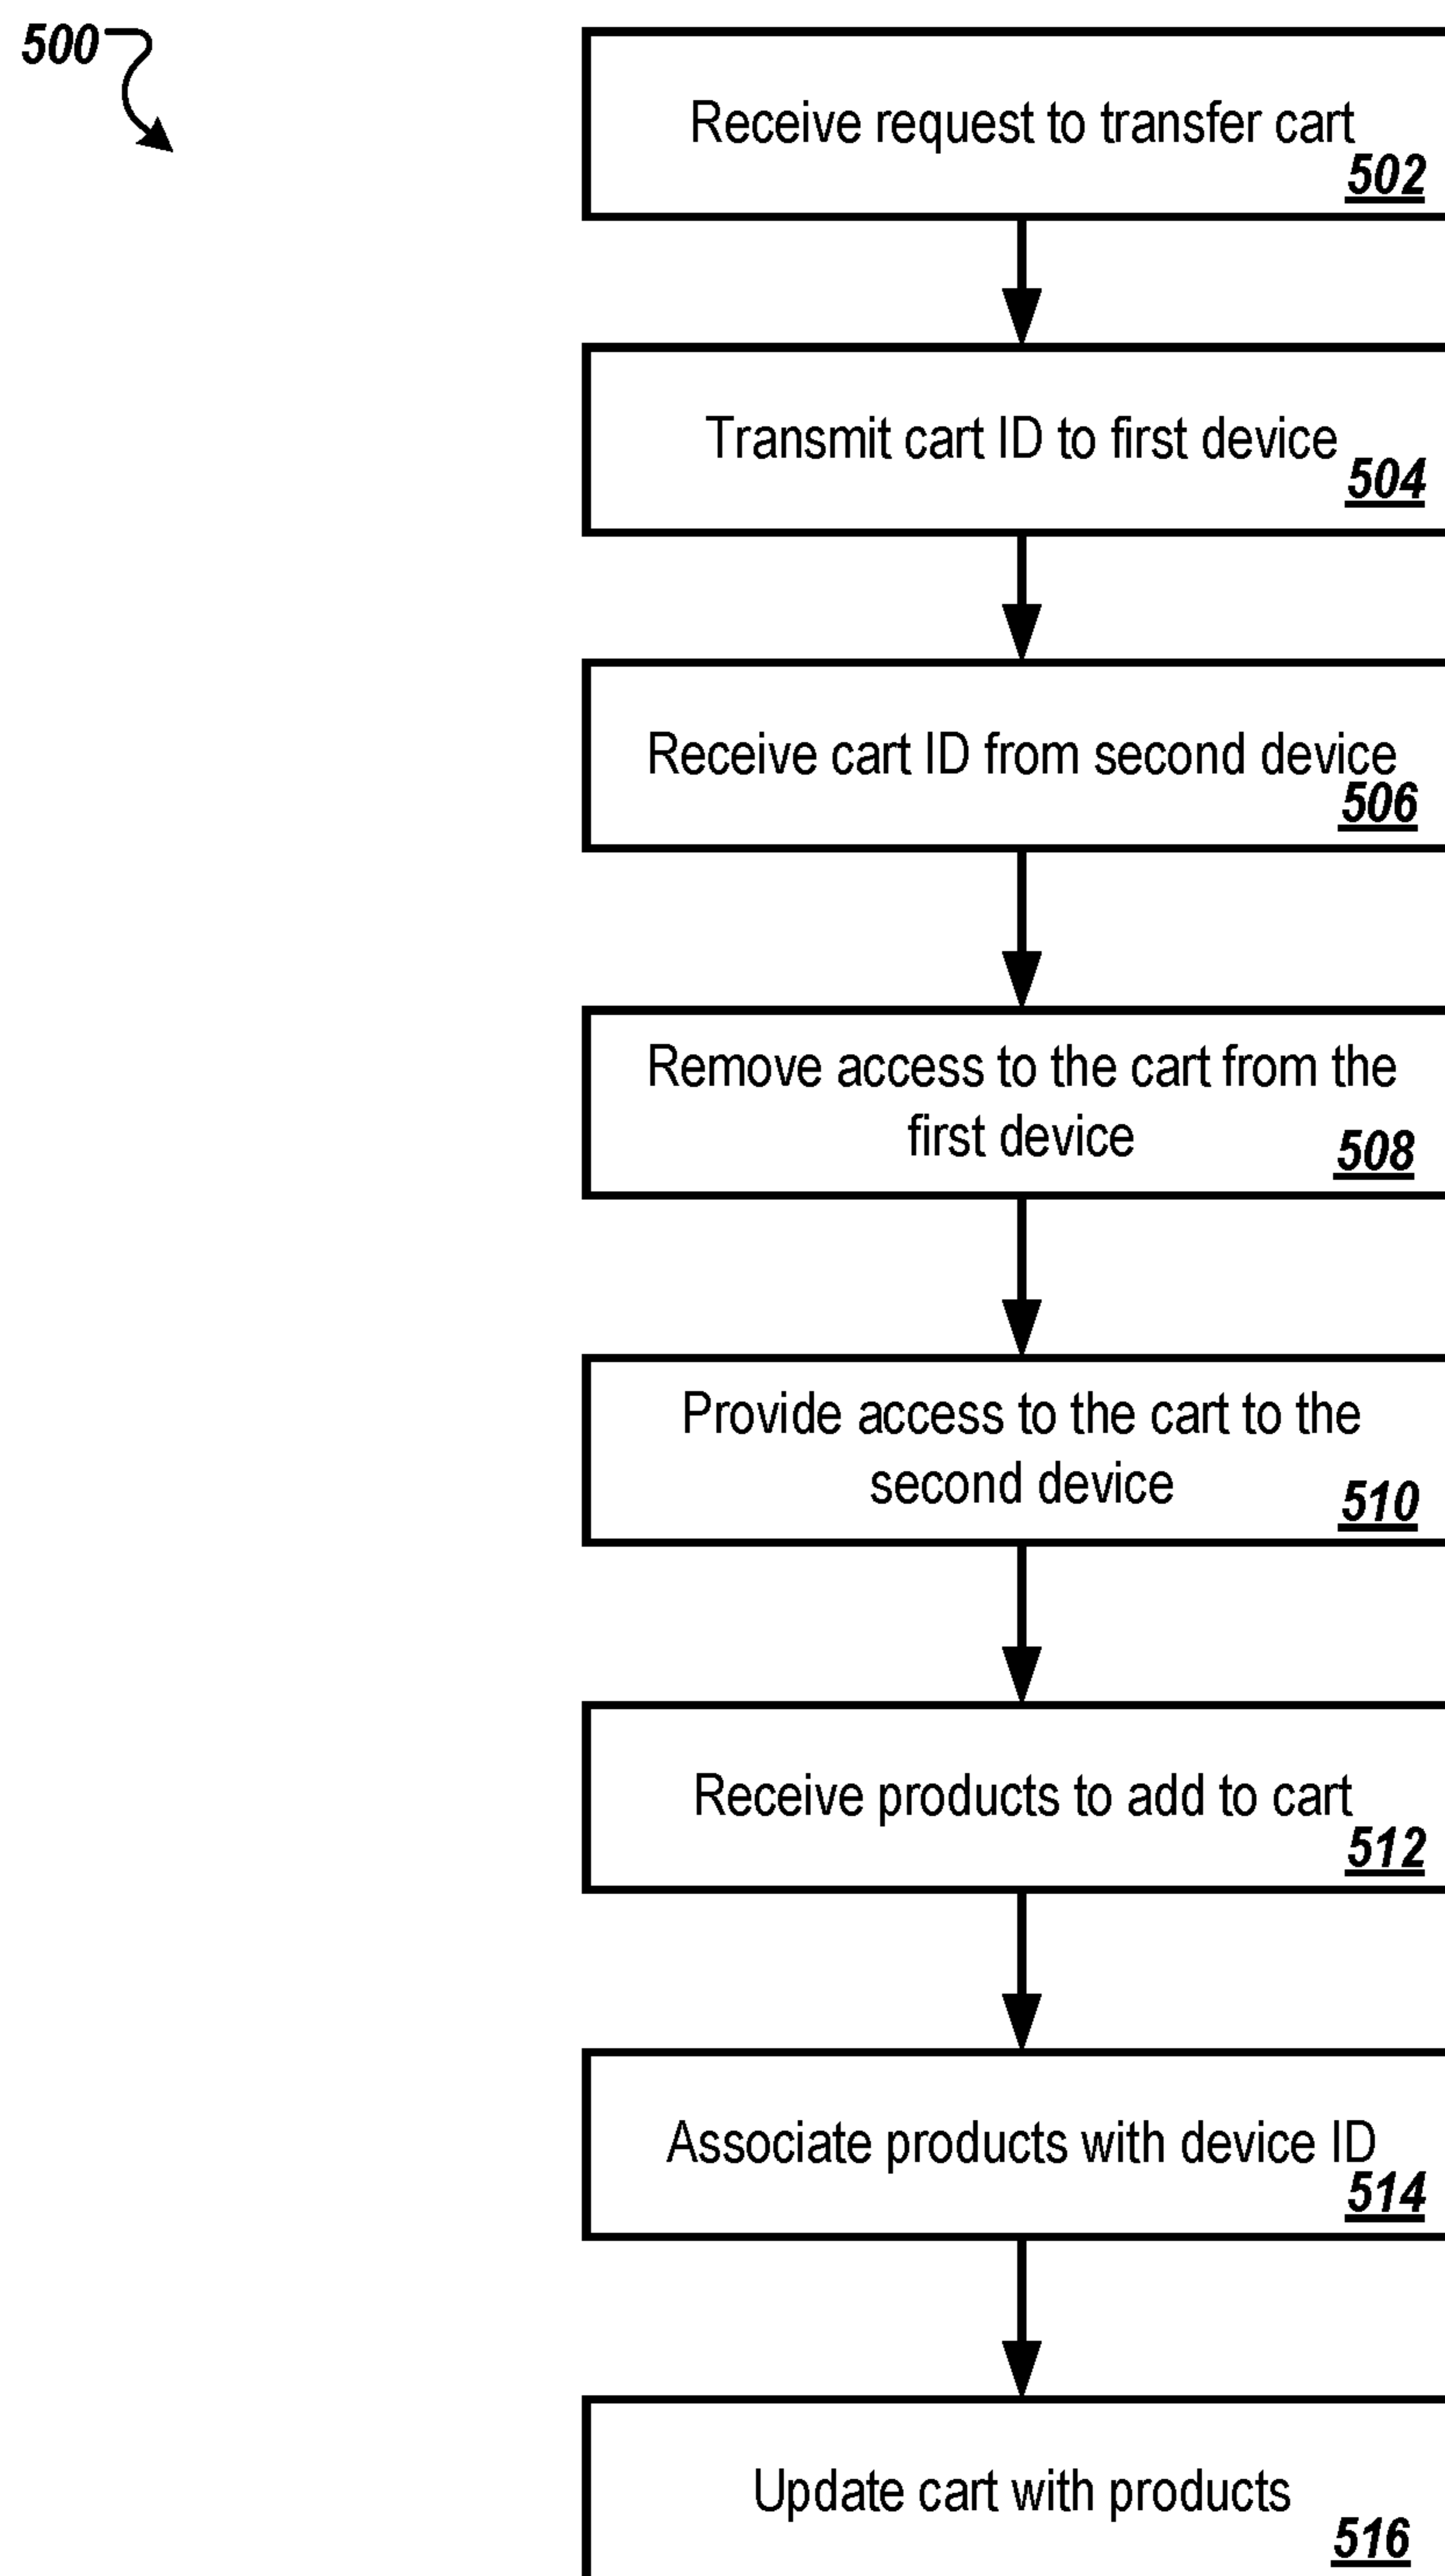 500
Receive request to transfer cart
502
Transmit cart ID to first device
504
Receive cart ID from second device
506
Remove access to the cart from the
first device
508
Provide access to the cart to the
second device
510
Receive products to add to cart
512
Associate products with device ID
514
Update cart with products
516